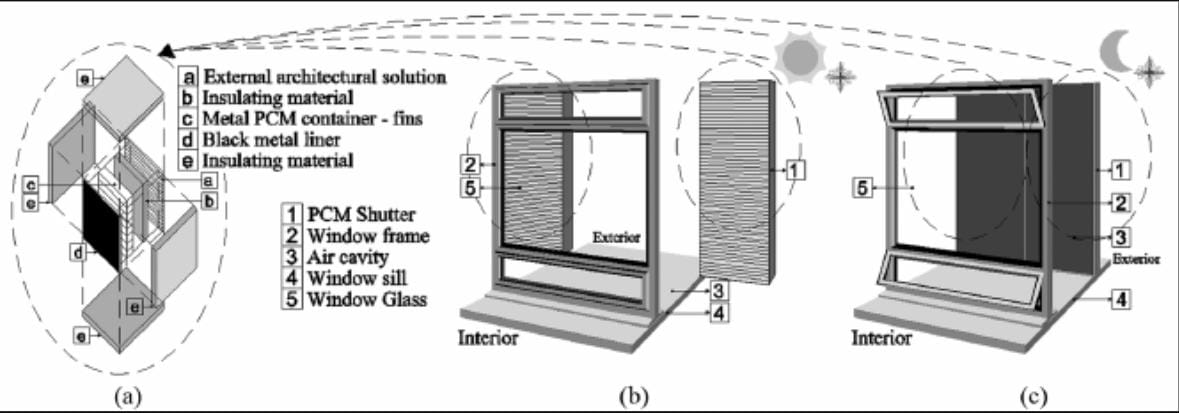 e
a External architectural solution
b Insulating material
c Metal PCM container - fins
d Black metal liner
e Insulating material
c
a
e
b
d
e
e
1 PCM Shutter
2 Window frame
3 Air cavity
4 Window sill
5 Window Glass
2
5
1
Exterior
3
4
Interior
5
1
2
3
Exterior
4
Interior
(a)
(b)
(c)